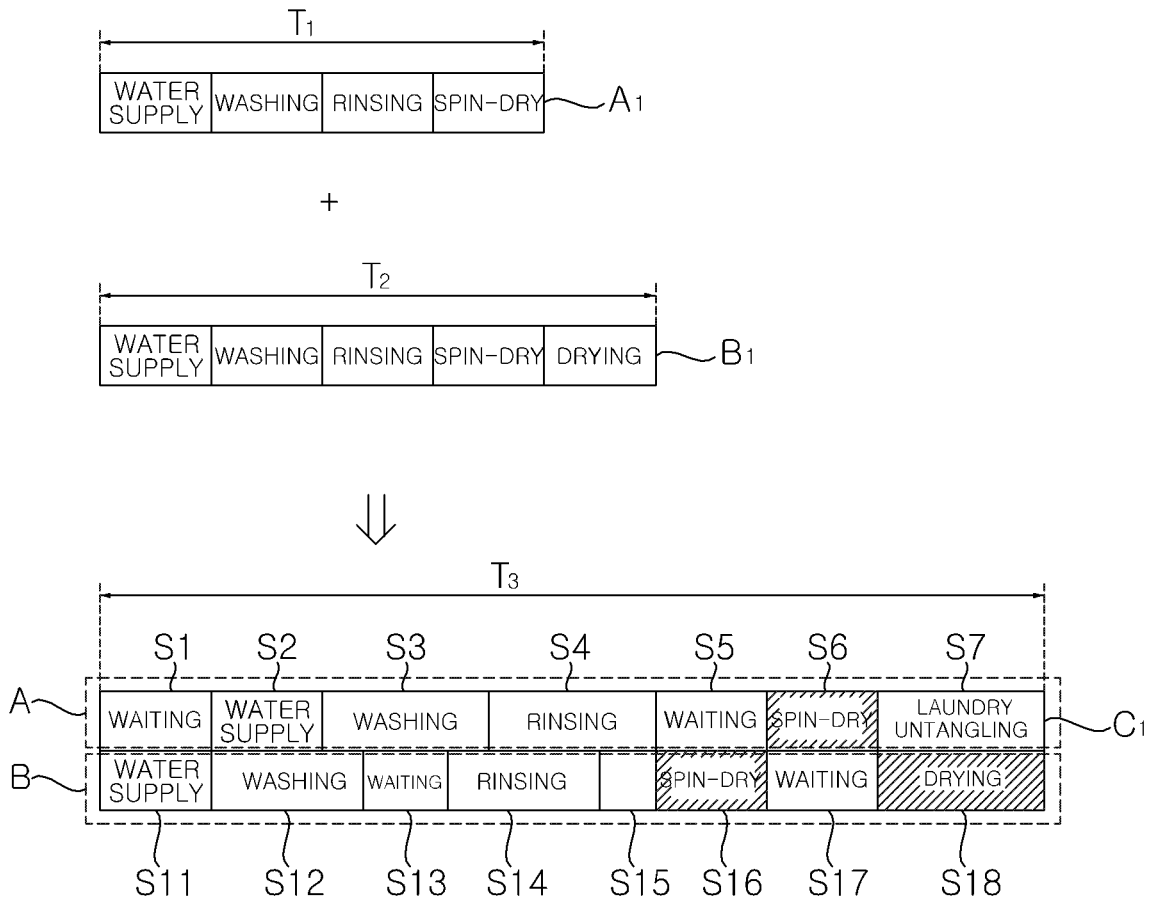 T1
WATER SUPPLY WASHING RINSING SPIN-DRY A1
+
T2
WATER SUPPLY WASHING RINSING SPIN-DRY DRYING B1
T3
S1 S2 S3 S4 S5 S6 S7
A WAITING WATER SUPPLY WASHING RINSING WAITING SPIN-DRY LAUNDRY UNTANGLING C1
B WATER SUPPLY WASHING WAITING RINSING SPIN-DRY WAITING DRYING
S11 S12 S13 S14 S15 S16 S17 S18